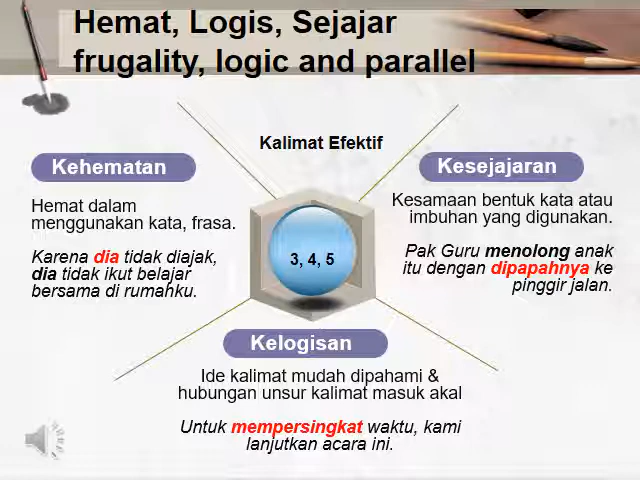 Hemat, Logis, Sejajar
frugality, logic and parallel
Kalimat Efektif
Kehematan
Hemat dalam
menggunakan kata, frasa.
Karena dia tidak diajak,
dia tidak ikut belajar
bersama di rumahku.
Kesejajaran
Kesamaan bentuk kata atau
imbuhan yang digunakan.
Pak Guru menolong anak
itu dengan dipapahnya ke
pinggir jalan.
3, 4, 5
Kelogisan
Ide kalimat mudah dipahami &
hubungan unsur kalimat masuk akal
Untuk mempersingkat waktu, kami
lanjutkan acara ini.